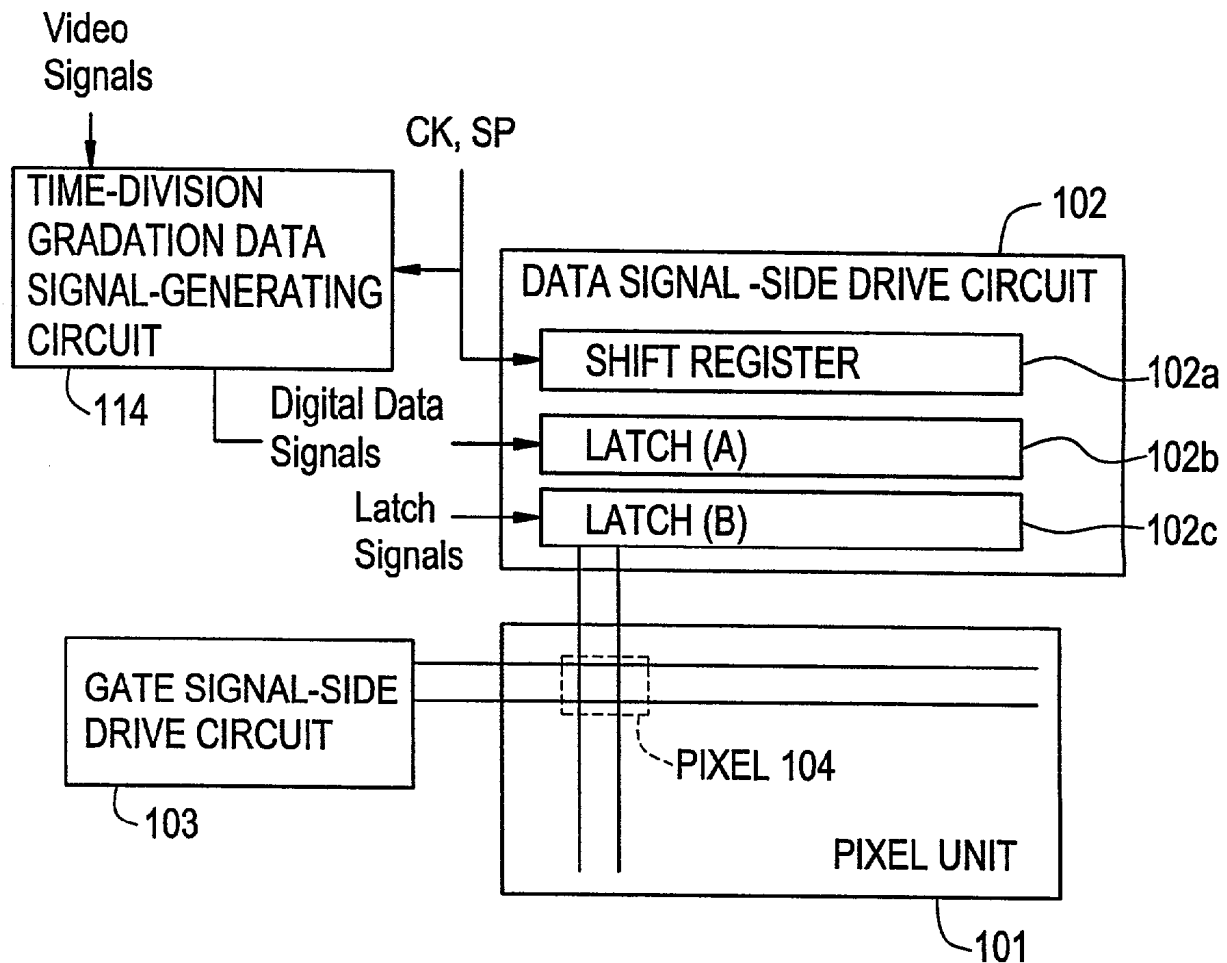 Video
Signals
CK, SP
TIME-DIVISION
GRADATION DATA
SIGNAL-GENERATING
CIRCUIT
114
102
DATA SIGNAL -SIDE DRIVE CIRCUIT
SHIFT REGISTER
102a
Digital Data
Signals
LATCH (A)
102b
Latch
Signals
LATCH (B)
102c
GATE SIGNAL-SIDE
DRIVE CIRCUIT
103
PIXEL 104
PIXEL UNIT
101